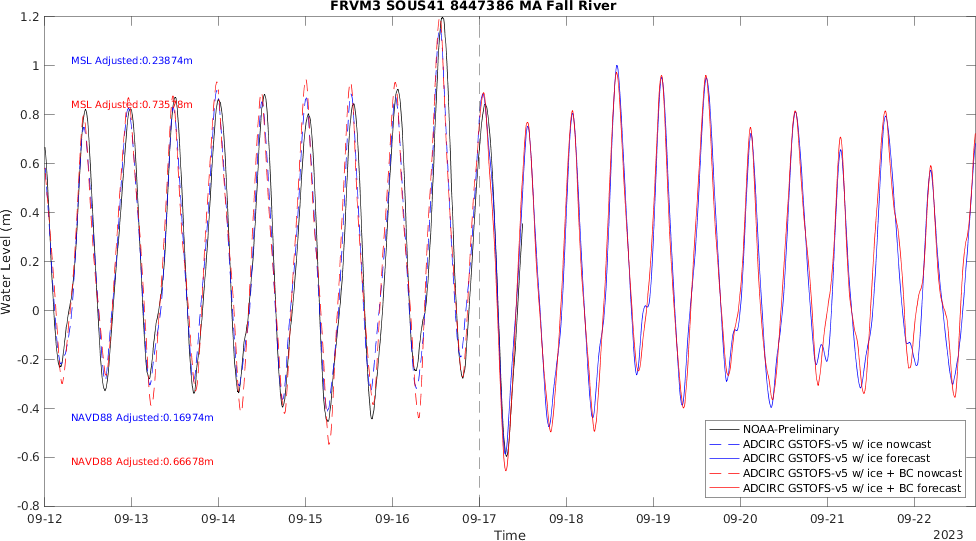 FRVM3 SOUS41 8447386 MA Fall River
1.2
1
0.8
0.6
0.4
0.2
0
-0.2
-0.4
-0.6
-0.8
Water Level (m)
MSL Adjusted:0.23874m
MSL Adjusted:0.73578m
NAVD88 Adjusted:0.16974m
NAVD88 Adjusted:0.66678m
NOAA-Preliminary
ADCIRC GSTOFS-v5 w/ ice nowcast
ADCIRC GSTOFS-v5 w/ ice forecast
ADCIRC GSTOFS-v5 w/ ice + BC nowcast
ADCIRC GSTOFS-v5 w/ ice + BC forecast
09-12 09-13 09-14 09-15 09-16 09-17 09-18 09-19 09-20 09-21 09-22
Time
2023